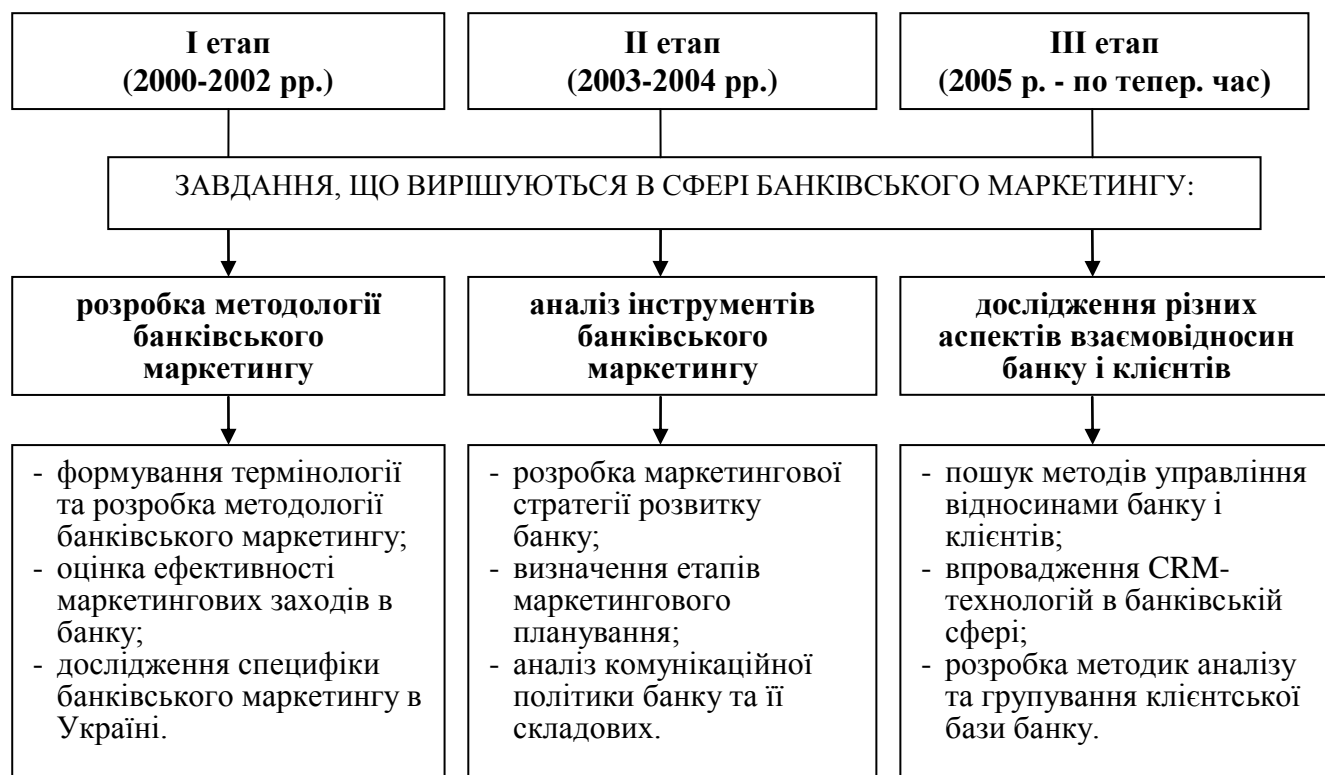 І етап
(2000-2002 рр.)
ІІ етап
(2003-2004 рр.)
ІІІ етап
(2005 р. - по тепер. час)
ЗАВДАННЯ, ЩО ВИРІШУЮТЬСЯ В СФЕРІ БАНКІВСЬКОГО МАРКЕТИНГУ:
розробка методології
банківського
маркетингу
аналіз інструментів
банківського
маркетингу
дослідження різних
аспектів взаємовідносин
банку і клієнтів
- формування термінології
та розробка методології
банківського маркетингу;
- оцінка ефективності
маркетингових заходів в
банку;
- дослідження специфіки
банківського маркетингу в
Україні.
- розробка маркетингової
стратегії розвитку
банку;
- визначення етапів
маркетингового
планування;
- аналіз комунікаційної
політики банку та її
складових.
- пошук методів управління
відносинами банку і
клієнтів;
- впровадження CRM-
технологій в банківській
сфері;
- розробка методик аналізу
та групування клієнтської
бази банку.